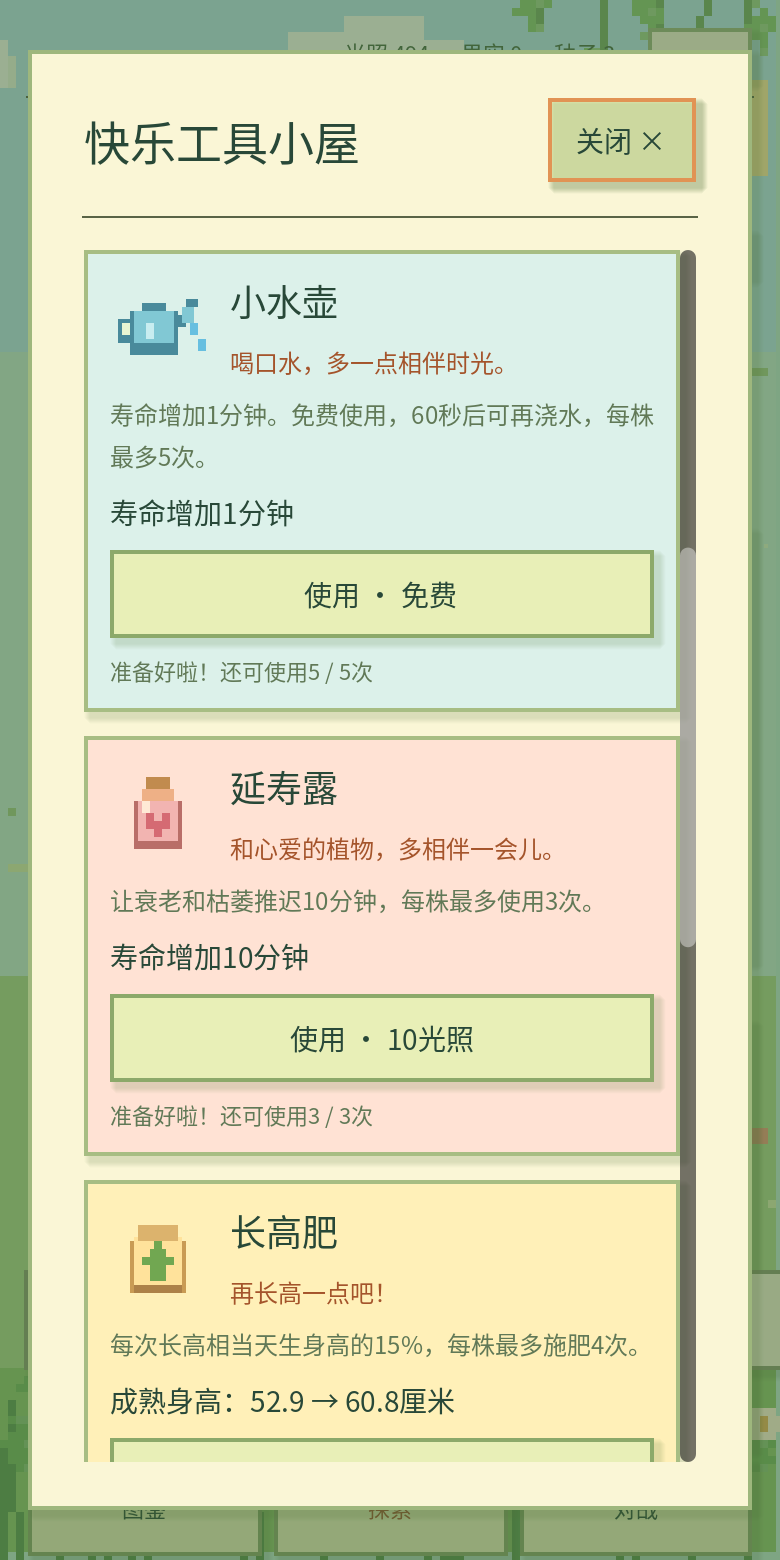 快乐工具小屋
关闭 ×
小水壶
喝口水，多一点相伴时光。
寿命增加1分钟。免费使用，60秒后可再浇水，每株
最多5次。
寿命增加1分钟
使用 · 免费
准备好啦！还可使用5 / 5次
延寿露
和心爱的植物，多相伴一会儿。
让衰老和枯萎推迟10分钟，每株最多使用3次。
寿命增加10分钟
使用 · 10光照
准备好啦！还可使用3 / 3次
长高肥
再长高一点吧！
每次长高相当天生身高的15%，每株最多施肥4次。
成熟身高：52.9 → 60.8厘米
图鉴
探索
对战